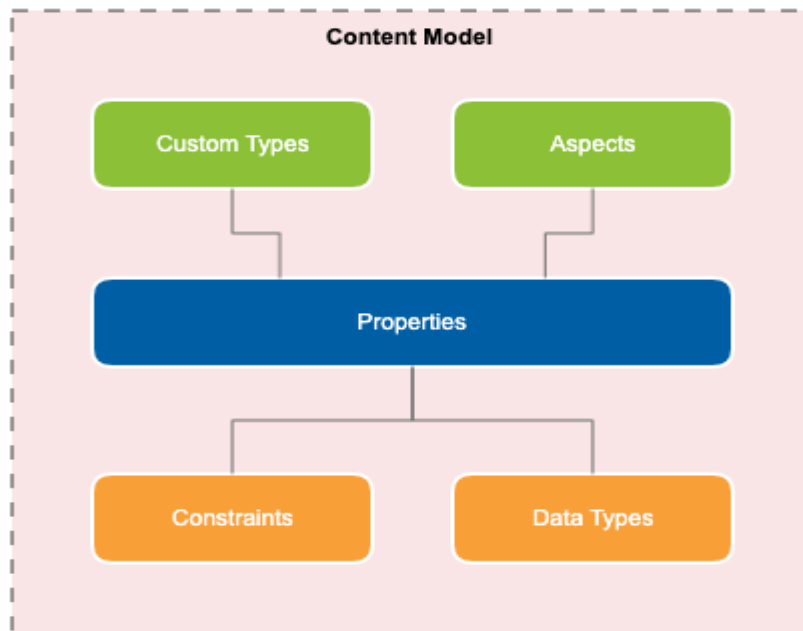 Content Model
Custom Types
Aspects
Properties
Constraints
Data Types